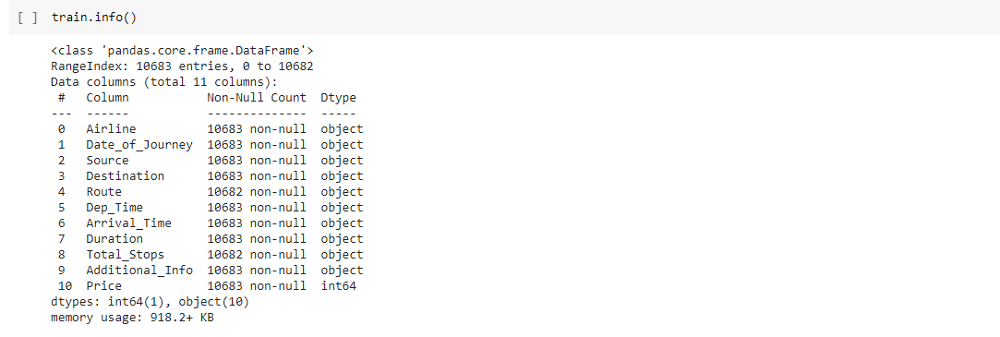 [ ] train.info()
<class 'pandas.core.frame.DataFrame'>
RangeIndex: 10683 entries, 0 to 10682
Data columns (total 11 columns):
 #   Column           Non-Null Count  Dtype
---  ------           --------------  -----
 0   Airline          10683 non-null  object
 1   Date_of_Journey  10683 non-null  object
 2   Source           10683 non-null  object
 3   Destination      10683 non-null  object
 4   Route            10682 non-null  object
 5   Dep_Time         10683 non-null  object
 6   Arrival_Time     10683 non-null  object
 7   Duration         10683 non-null  object
 8   Total_Stops      10682 non-null  object
 9   Additional_Info  10683 non-null  object
 10  Price            10683 non-null  int64
dtypes: int64(1), object(10)
memory usage: 918.2+ KB